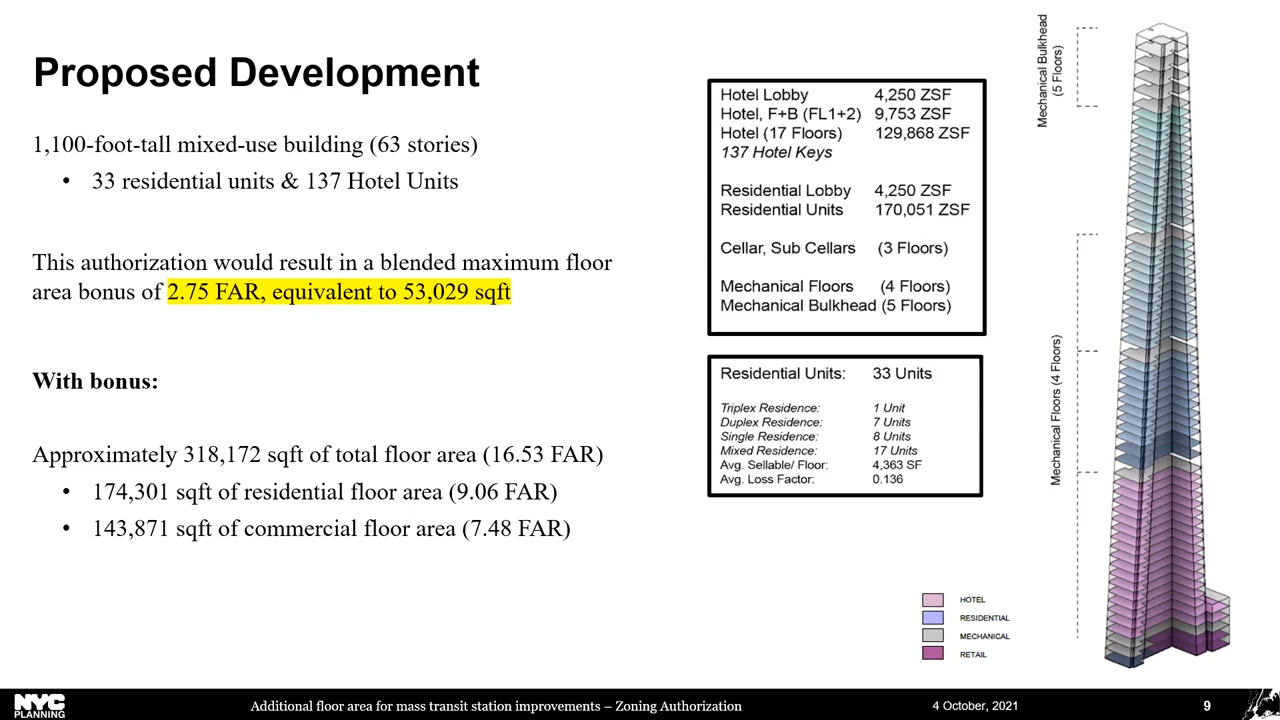 Proposed Development
1,100-foot-tall mixed-use building (63 stories)
• 33 residential units & 137 Hotel Units
This authorization would result in a blended maximum floor
area bonus of 2.75 FAR, equivalent to 53,029 sqft
With bonus:
Approximately 318,172 sqft of total floor area (16.53 FAR)
• 174,301 sqft of residential floor area (9.06 FAR)
• 143,871 sqft of commercial floor area (7.48 FAR)
Hotel Lobby 4,250 ZSF
Hotel, F+B (FL1+2) 9,753 ZSF
Hotel (17 Floors) 129,868 ZSF
137 Hotel Keys
Residential Lobby 4,250 ZSF
Residential Units 170,051 ZSF
Cellar, Sub Cellars (3 Floors)
Mechanical Floors (4 Floors)
Mechanical Bulkhead (5 Floors)
Residential Units: 33 Units
Triplex Residence: 1 Unit
Duplex Residence: 7 Units
Single Residence: 8 Units
Mixed Residence: 17 Units
Avg. Sellable/ Floor: 4,363 SF
Avg. Loss Factor: 0.136
Mechanical Bulkhead
(5 Floors)
Mechanical Floors (4 Floors)
HOTEL
RESIDENTIAL
MECHANICAL
RETAIL
NYC
PLANNING
Additional floor area for mass transit station improvements – Zoning Authorization
4 October, 2021
9